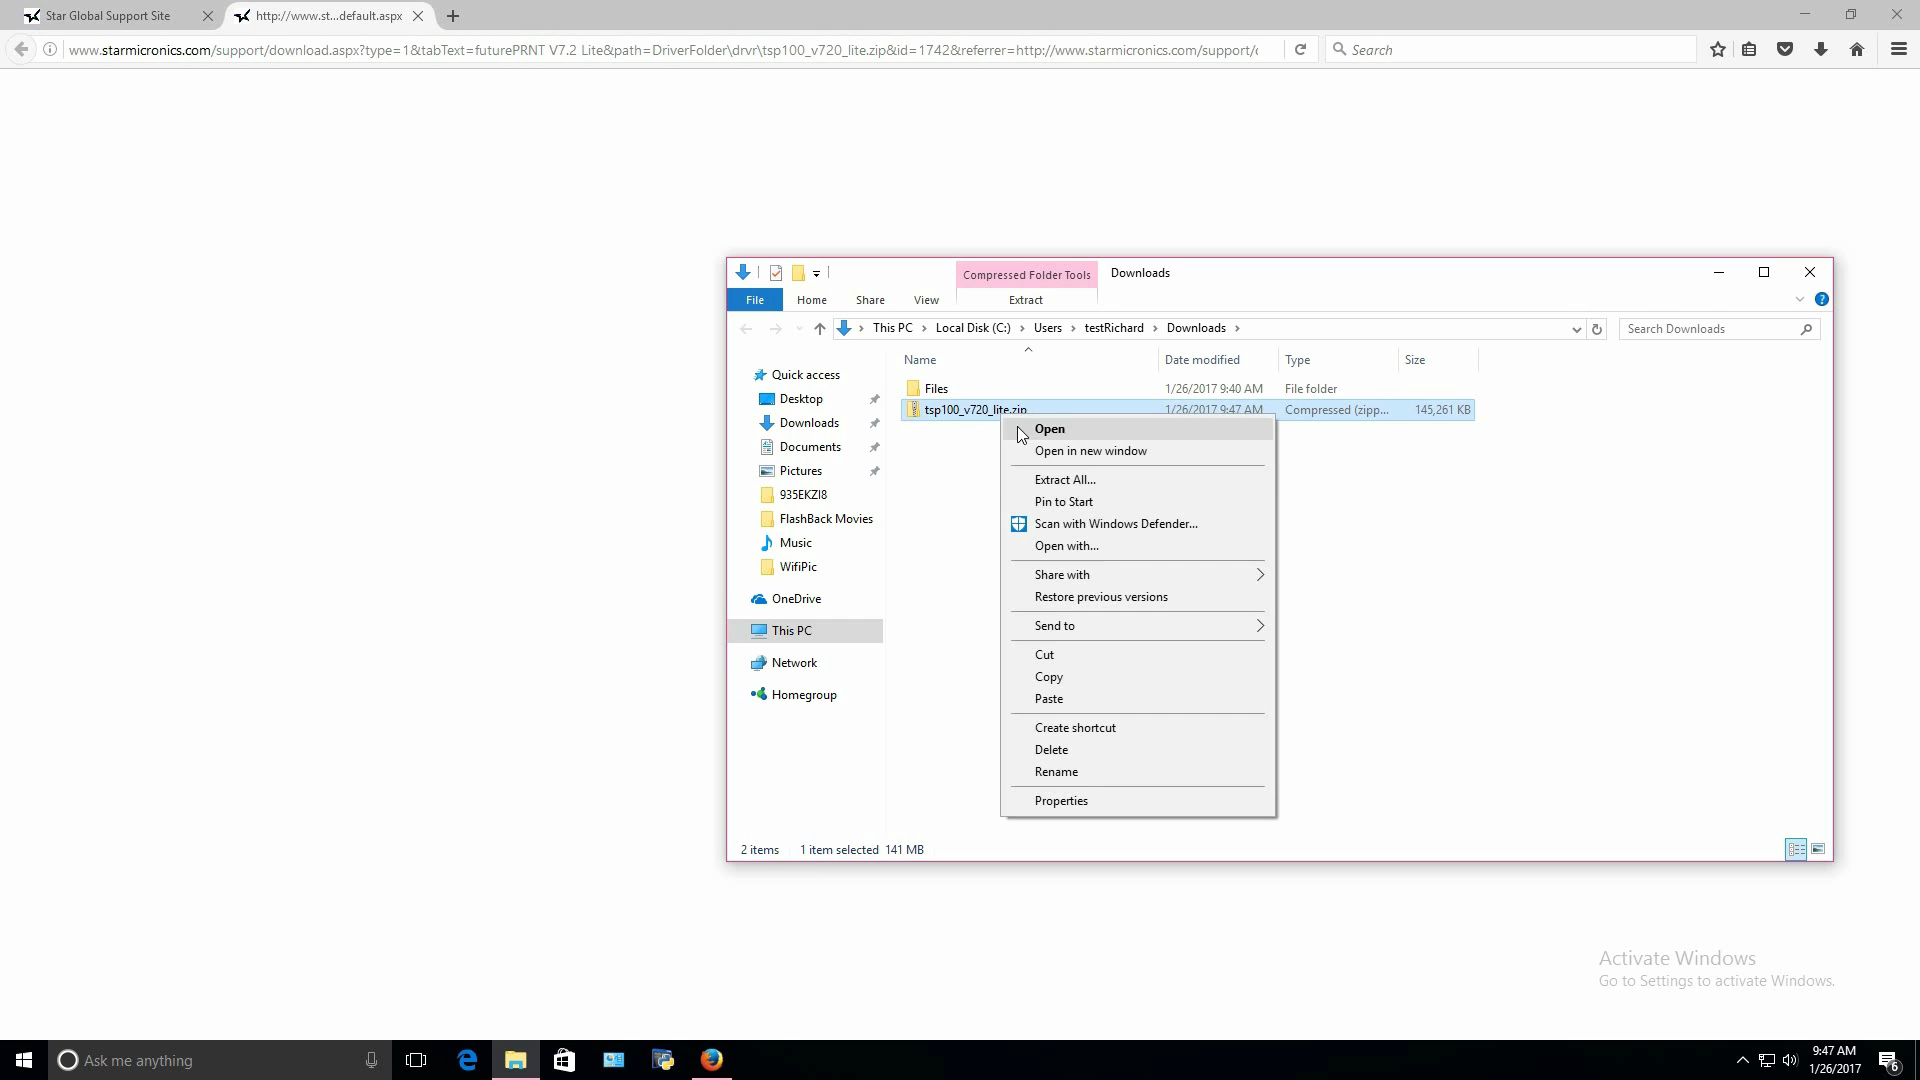 Star Global Support Site
http://www.st...default.aspx
www.starmicronics.com/support/download.aspx?type=1&tabText=futurePRNT V7.2 Lite&path=DriverFolder\drvr\tsp100_v720_lite.zip&id=1742&referrer=http://www.starmicronics.com/support/
Search
Compressed Folder Tools
Downloads
File
Home
Share
View
Extract
This PC
Local Disk (C:)
Users
testRichard
Downloads
Search Downloads
Name
Date modified
Type
Size
Quick access
Desktop
Downloads
Documents
Pictures
935EKZI8
FlashBack Movies
Music
WifiPic
OneDrive
This PC
Network
Homegroup
Files 1/26/2017 9:40 AM File folder
tsp100_v720_lite.zip 1/26/2017 9:47 AM Compressed (zipp... 145,261 KB
Open
Open in new window
Extract All...
Pin to Start
Scan with Windows Defender...
Open with...
Share with
Restore previous versions
Send to
Cut
Copy
Paste
Create shortcut
Delete
Rename
Properties
2 items 1 item selected 141 MB
Activate Windows
Go to Settings to activate Windows.
Ask me anything
9:47 AM
1/26/2017
6